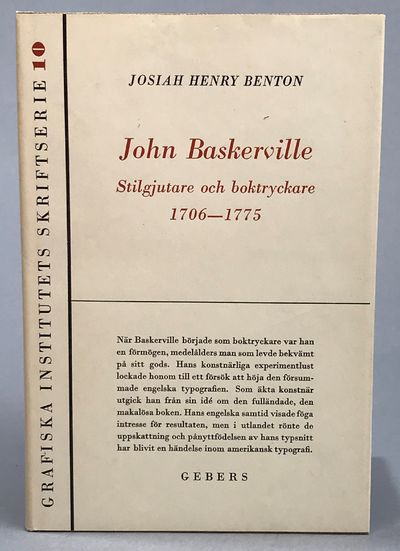 GRAFISKA INSTITUTETS SKRIFTSERIE 10
JOSIAH HENRY BENTON
John Baskerville
Stilgjutare och boktryckare
1706—1775
När Baskerville började som boktryckare var han
en förmögen, medelålders man som levde bekvämt
på sitt gods. Hans konstnärliga experimentlust
lockade honom till ett försök att höja den försum-
made engelska typografien. Som äkta konstnär
utgick han från sin idé om den fulländade, den
makalösa boken. Hans engelska samtid visade föga
intresse för resultaten, men i utlandet rönte de
uppskattning och pånyttfödelsen av hans typsnitt
har blivit en händelse inom amerikansk typografi.
GEBERS